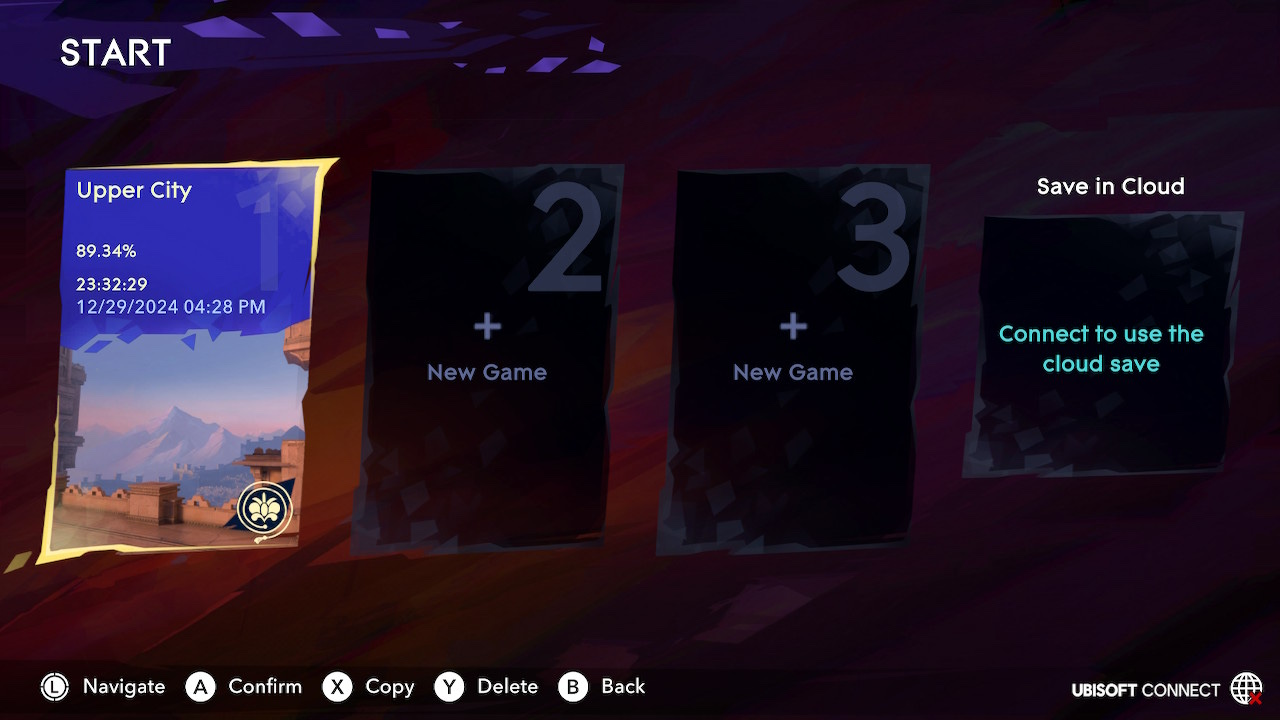 START
Upper City
1
89.34%
23:32:29
12/29/2024 04:28 PM
2
+
New Game
3
+
New Game
Save in Cloud
Connect to use the
cloud save
L Navigate A Confirm X Copy Y Delete B Back
UBISOFT CONNECT